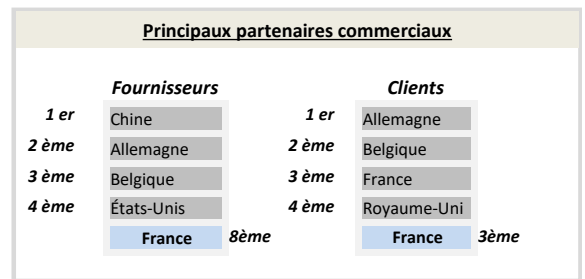 Principaux partenaires commerciaux
Fournisseurs Clients
1 er Chine 1 er Allemagne
2 ème Allemagne 2 ème Belgique
3 ème Belgique 3 ème France
4 ème États-Unis 4 ème Royaume-Uni
France 8ème France 3ème